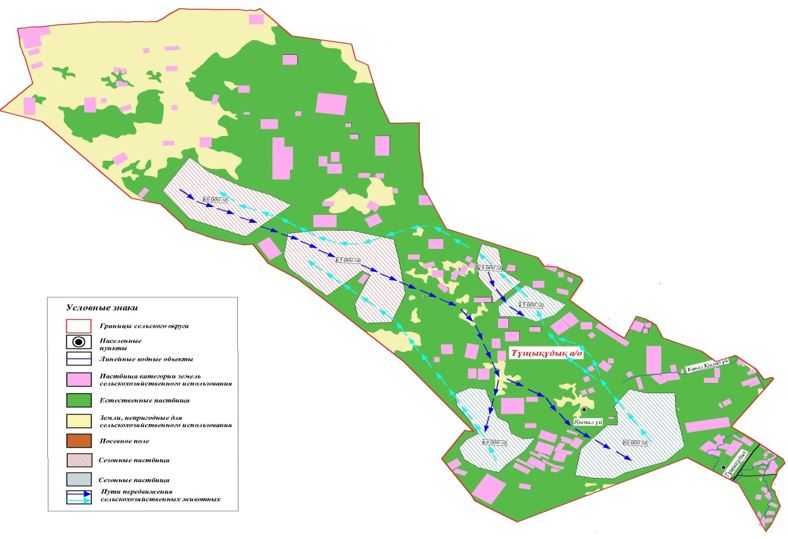 Тұщықудық а/о
Қызыл үй
Условные знаки
Границы сельского округа
Населенные
пункты
Линейные водные объекты
Пастбища категории земель
сельскохозяйственного использования
Естественные пастбища
Земли, непригодные для
сельскохозяйственного использования
Посевное поле
Сезонные пастбища
Сезонные пастбища
Пути передвижения
сельскохозяйственных животных